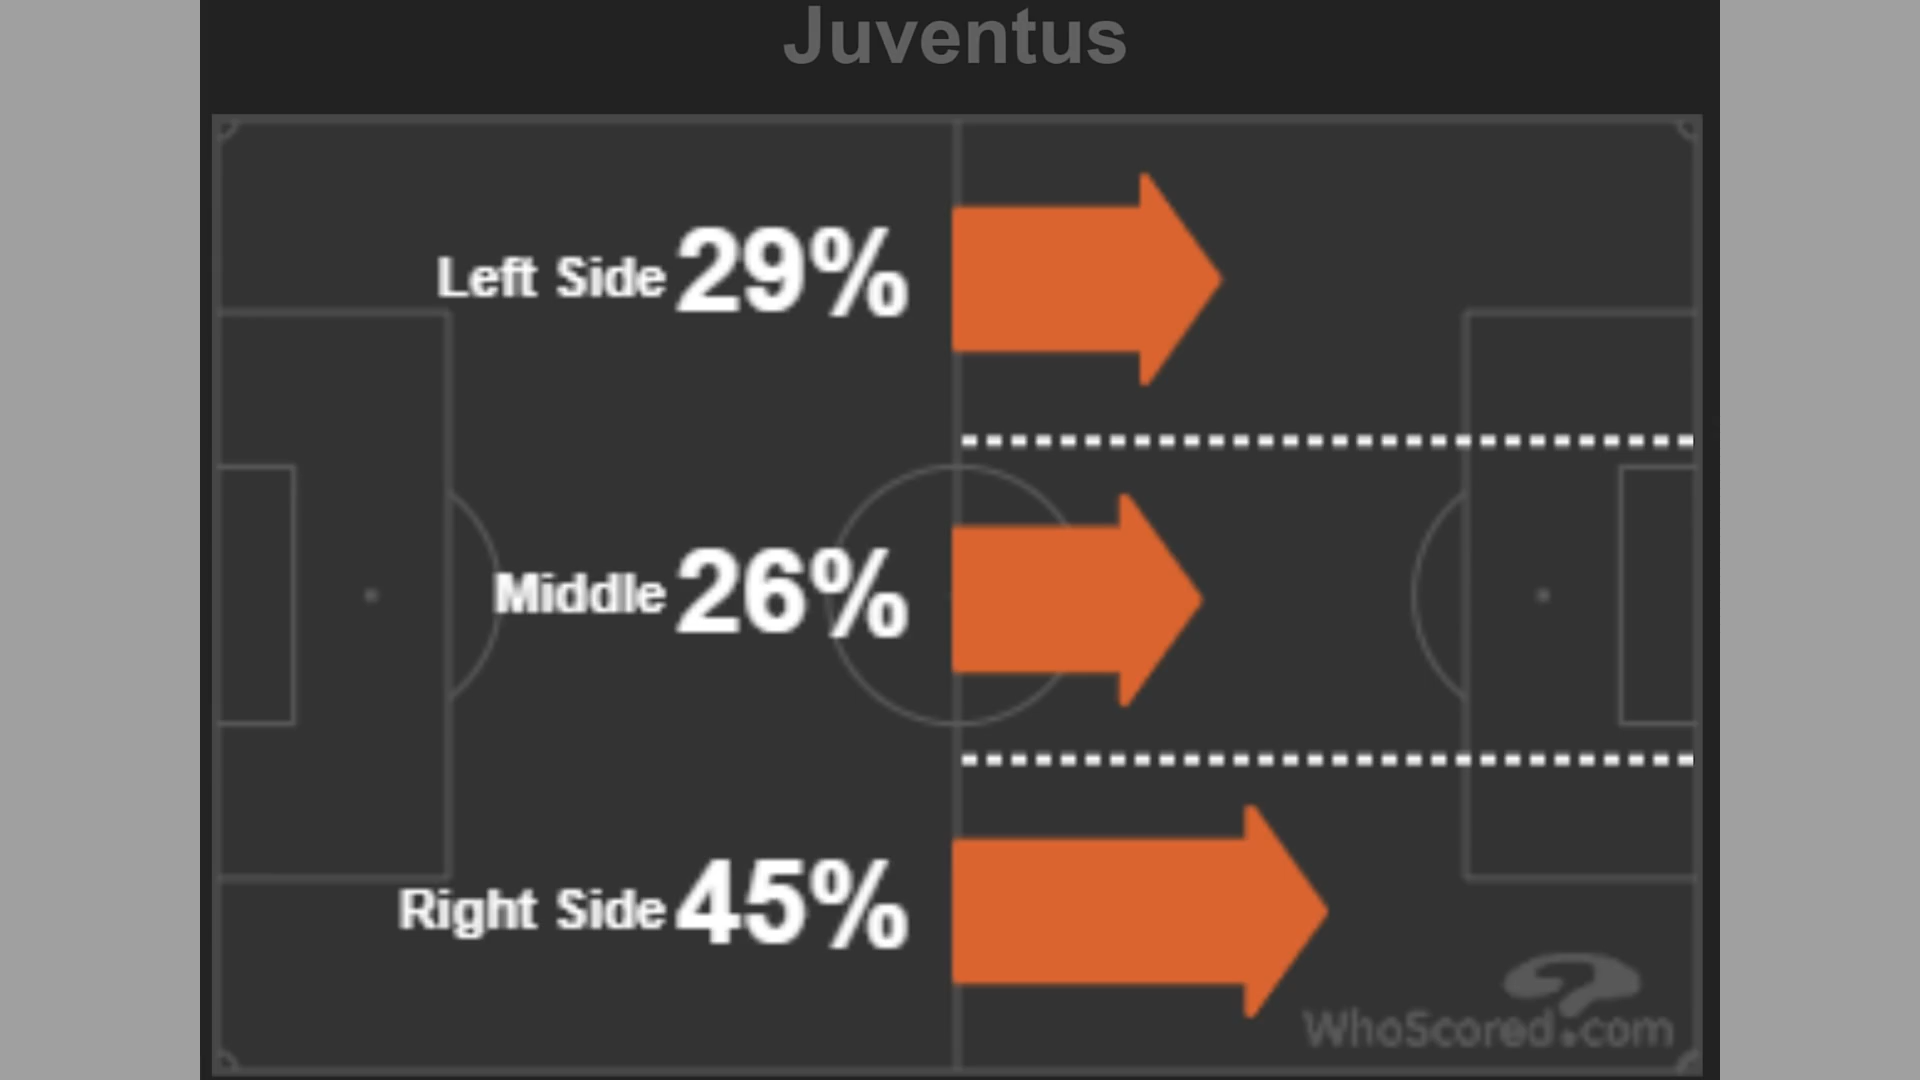 Juventus
Left Side 29%
Middle 26%
Right Side 45%
WhoScored.com